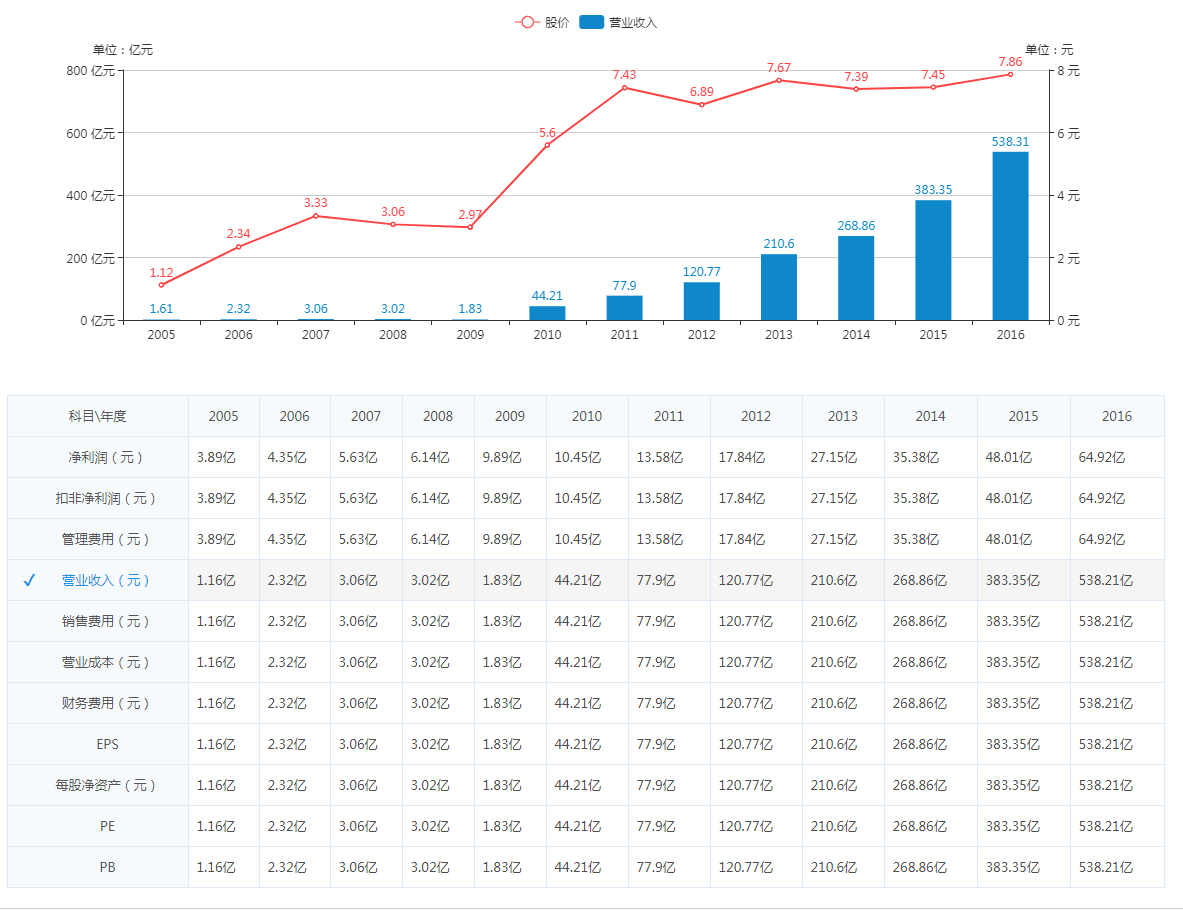 股价 营业收入
单位：亿元 单位：元
7.86
7.67
800 亿元 7.43 7.39 7.45 8 元
6.89
600 亿元 5.6 6 元
538.31
400 亿元 3.33 383.35 4 元
2.34 3.06 2.97 268.86
210.6
200 亿元 1.12 120.77 2 元
1.61 2.32 3.06 3.02 1.83 44.21 77.9
0 亿元 0 元
2005 2006 2007 2008 2009 2010 2011 2012 2013 2014 2015 2016
科目\年度 2005 2006 2007 2008 2009 2010 2011 2012 2013 2014 2015 2016
净利润（元） 3.89亿 4.35亿 5.63亿 6.14亿 9.89亿 10.45亿 13.58亿 17.84亿 27.15亿 35.38亿 48.01亿 64.92亿
扣非净利润（元） 3.89亿 4.35亿 5.63亿 6.14亿 9.89亿 10.45亿 13.58亿 17.84亿 27.15亿 35.38亿 48.01亿 64.92亿
管理费用（元） 3.89亿 4.35亿 5.63亿 6.14亿 9.89亿 10.45亿 13.58亿 17.84亿 27.15亿 35.38亿 48.01亿 64.92亿
营业收入（元） 1.16亿 2.32亿 3.06亿 3.02亿 1.83亿 44.21亿 77.9亿 120.77亿 210.6亿 268.86亿 383.35亿 538.21亿
销售费用（元） 1.16亿 2.32亿 3.06亿 3.02亿 1.83亿 44.21亿 77.9亿 120.77亿 210.6亿 268.86亿 383.35亿 538.21亿
营业成本（元） 1.16亿 2.32亿 3.06亿 3.02亿 1.83亿 44.21亿 77.9亿 120.77亿 210.6亿 268.86亿 383.35亿 538.21亿
财务费用（元） 1.16亿 2.32亿 3.06亿 3.02亿 1.83亿 44.21亿 77.9亿 120.77亿 210.6亿 268.86亿 383.35亿 538.21亿
EPS 1.16亿 2.32亿 3.06亿 3.02亿 1.83亿 44.21亿 77.9亿 120.77亿 210.6亿 268.86亿 383.35亿 538.21亿
每股净资产（元） 1.16亿 2.32亿 3.06亿 3.02亿 1.83亿 44.21亿 77.9亿 120.77亿 210.6亿 268.86亿 383.35亿 538.21亿
PE 1.16亿 2.32亿 3.06亿 3.02亿 1.83亿 44.21亿 77.9亿 120.77亿 210.6亿 268.86亿 383.35亿 538.21亿
PB 1.16亿 2.32亿 3.06亿 3.02亿 1.83亿 44.21亿 77.9亿 120.77亿 210.6亿 268.86亿 383.35亿 538.21亿